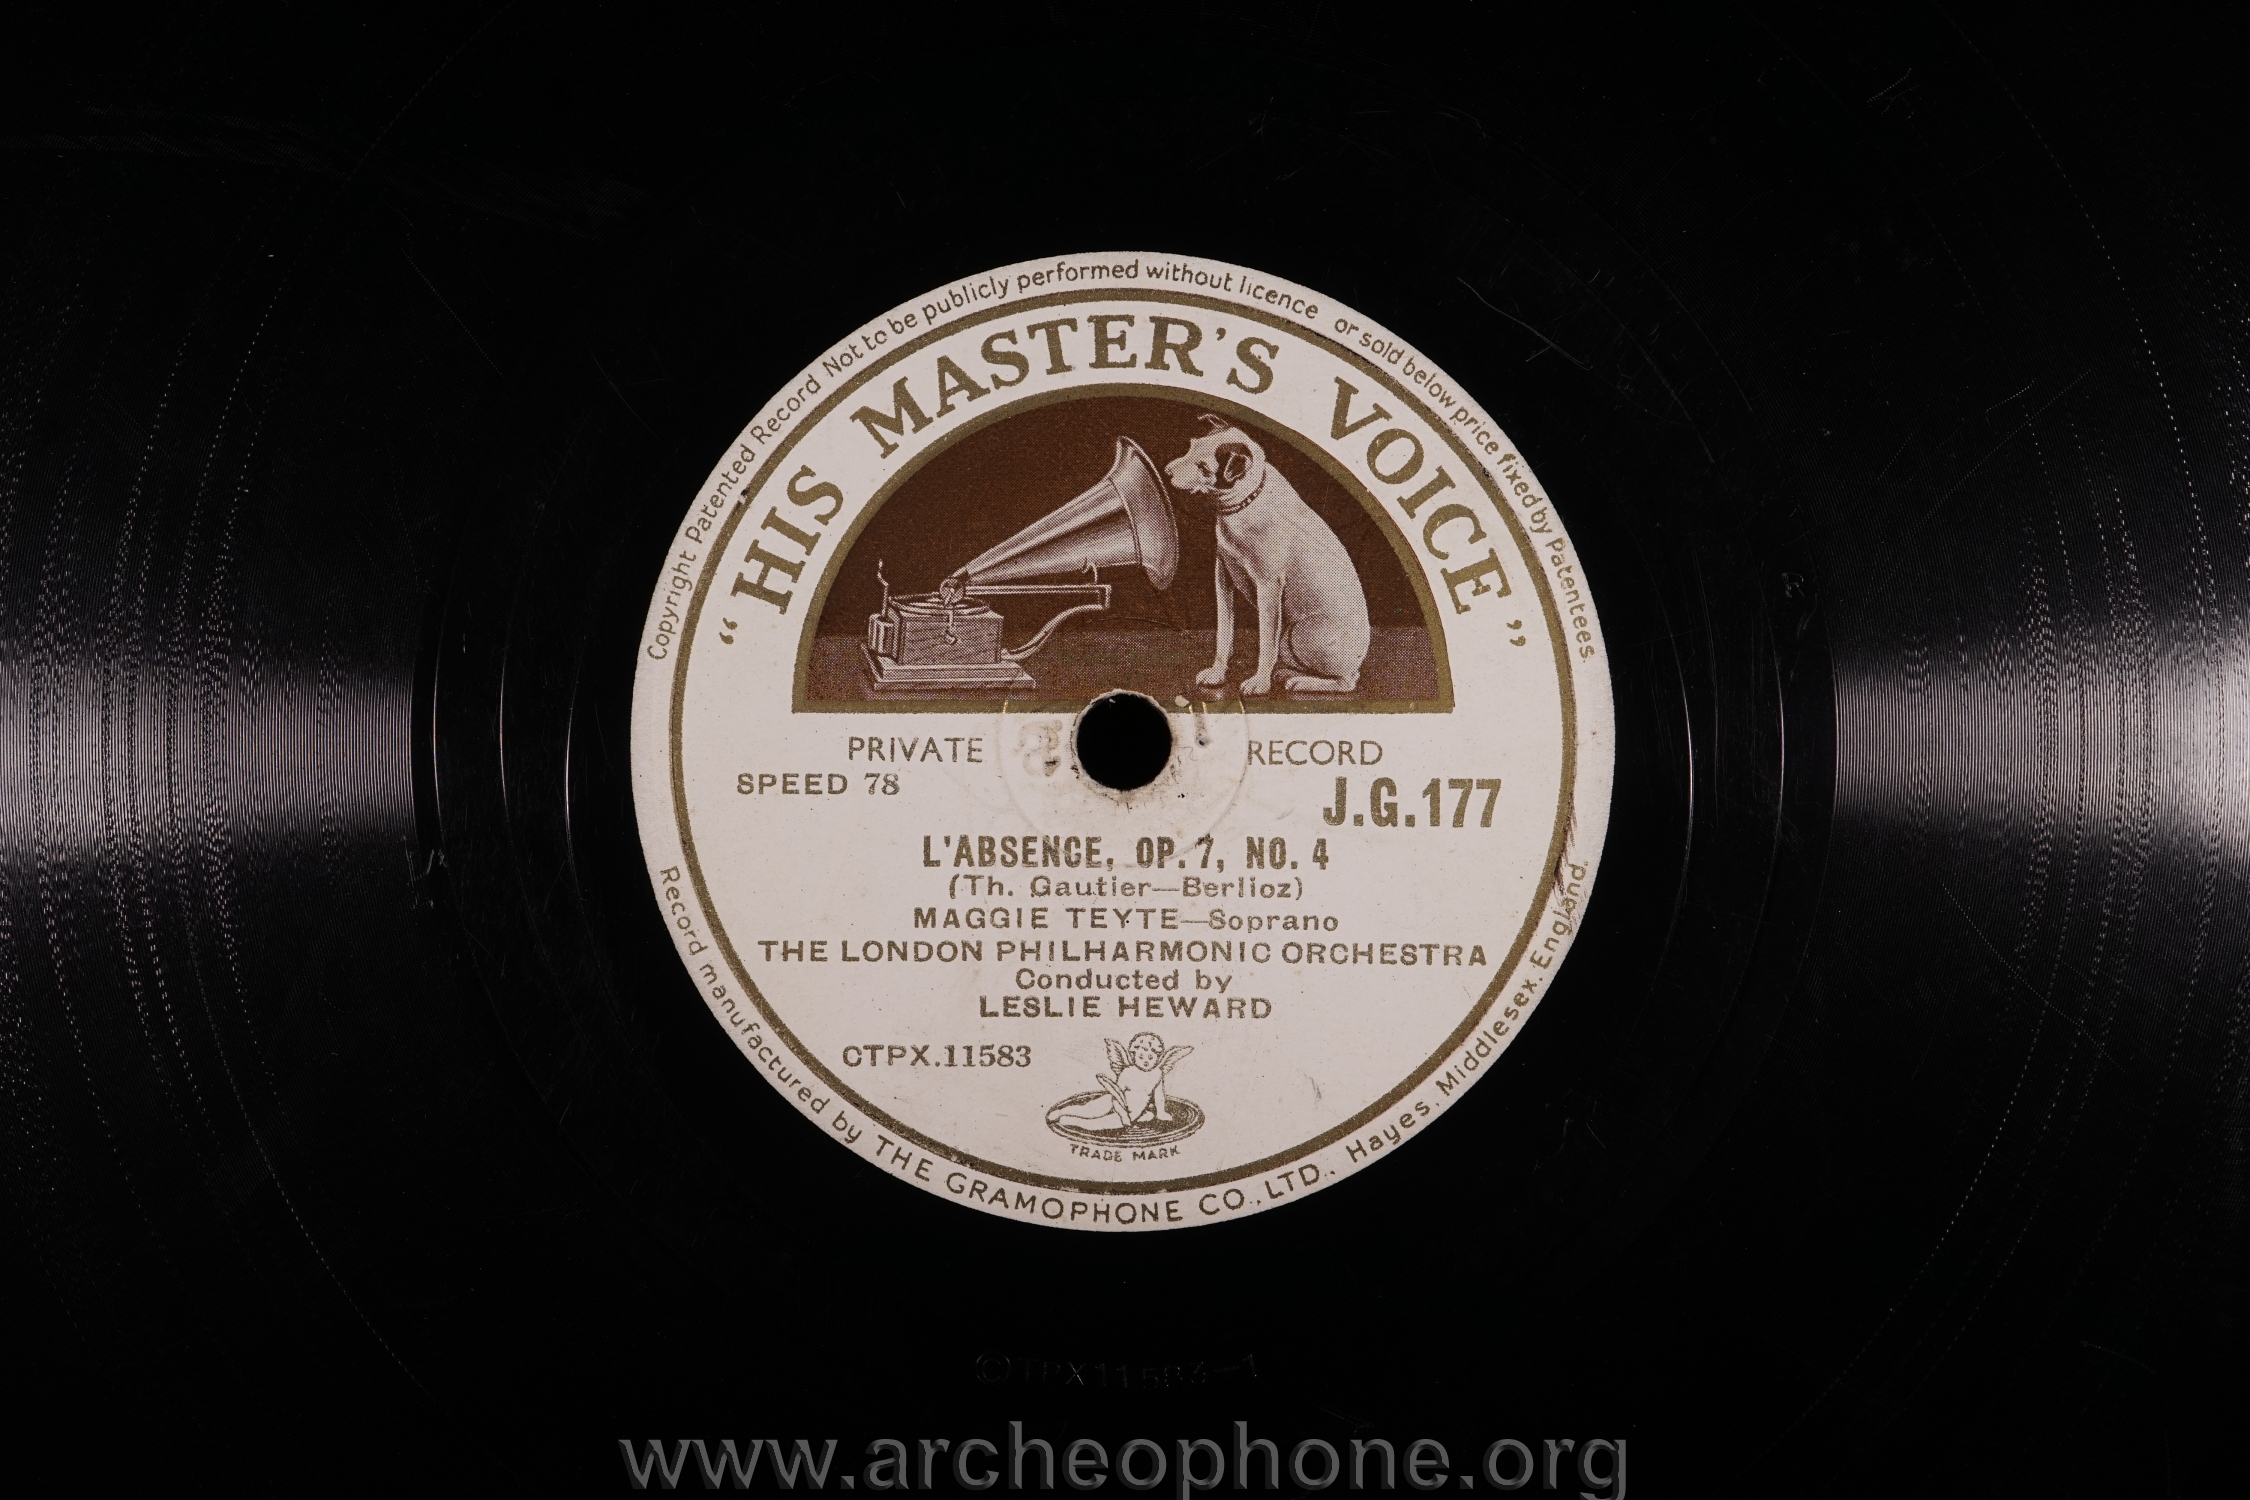 Copyright Patented Record Not to be publicly performed without licence or sold below price fixed by Patentees.
“HIS MASTER'S VOICE”
PRIVATE RECORD
SPEED 78
J.G.177
L'ABSENCE, OP. 7, NO. 4
(Th. Gautier—Berlioz)
MAGGIE TEYTE—Soprano
THE LONDON PHILHARMONIC ORCHESTRA
Conducted by
LESLIE HEWARD
CTPX.11583
TRADE MARK
Record manufactured by THE GRAMOPHONE CO., LTD., Hayes, Middlesex, England.
R
©TPX11583-1
www.archeophone.org